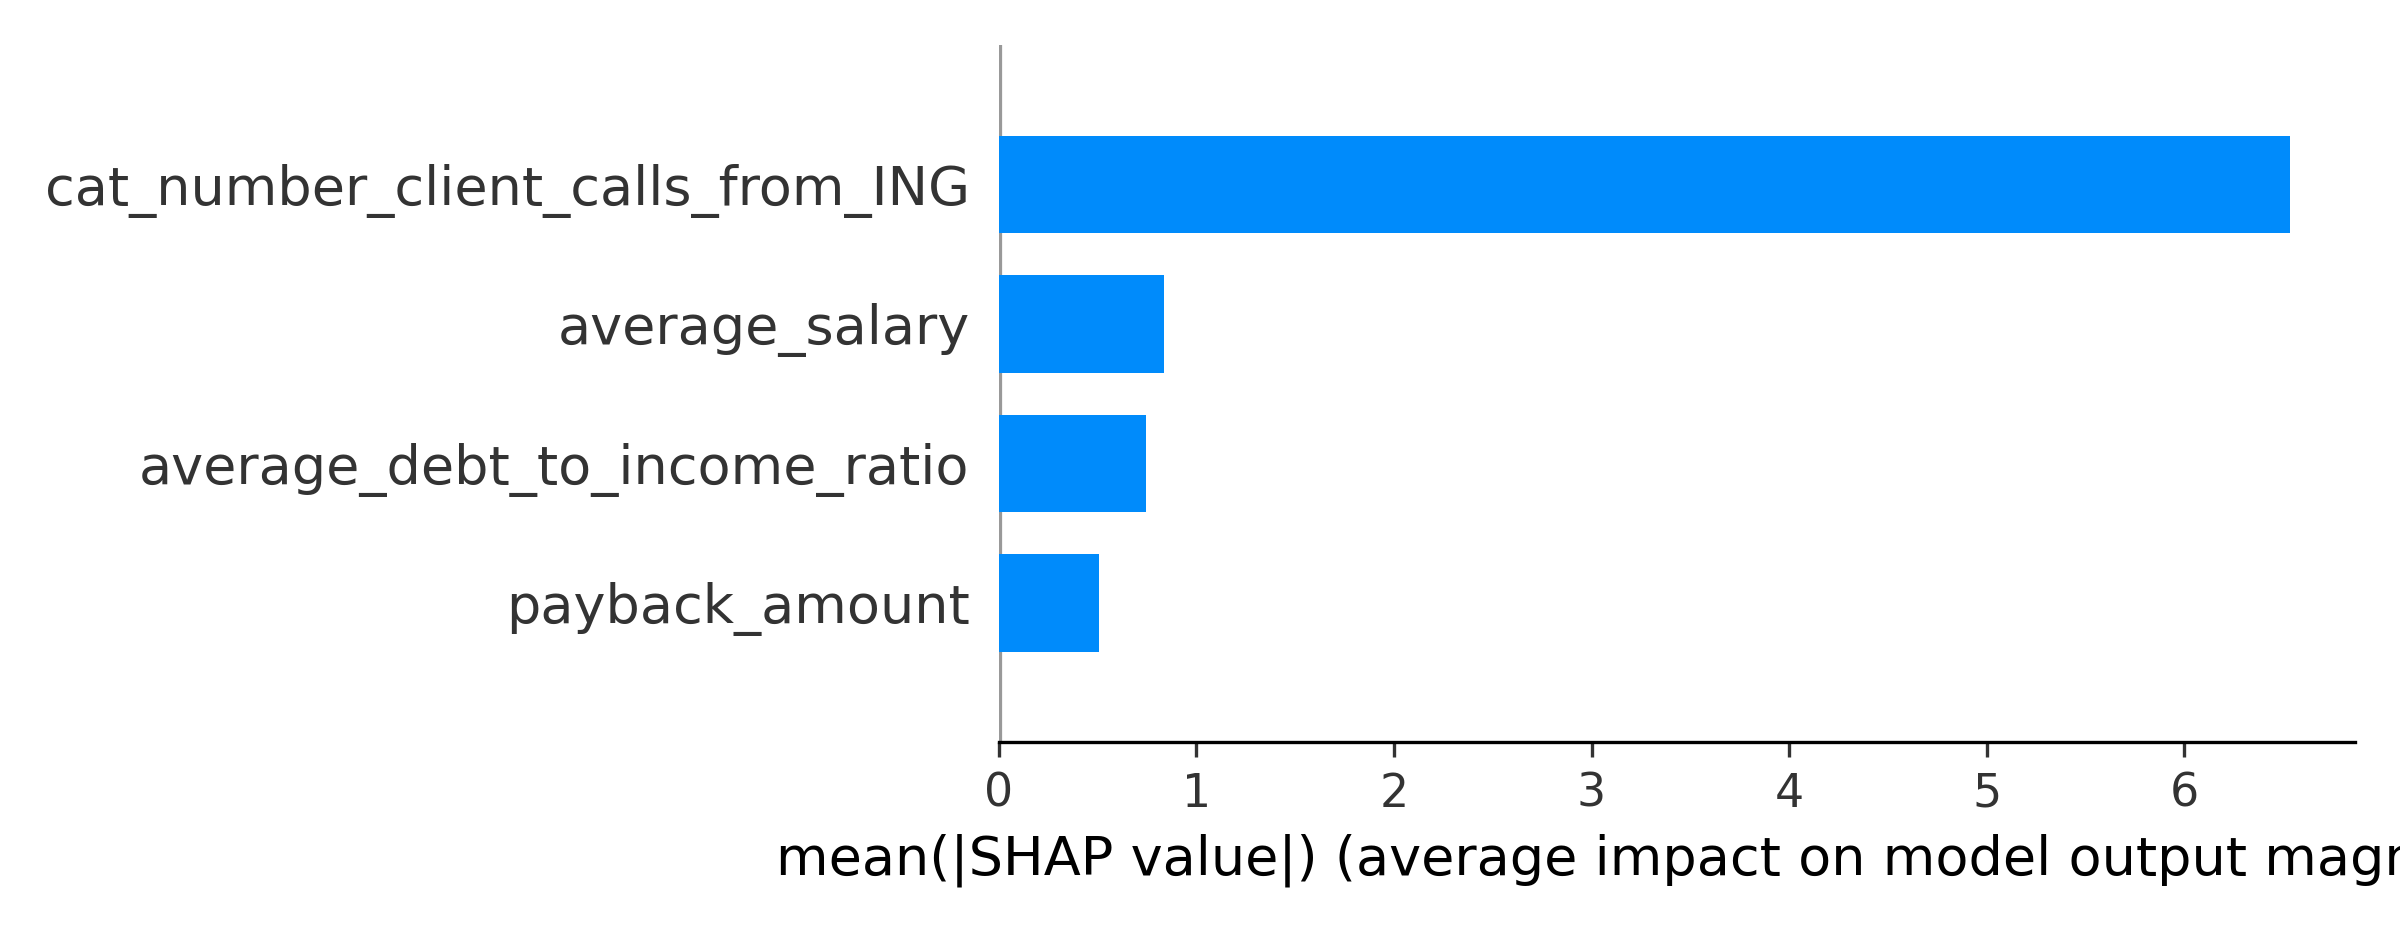 cat_number_client_calls_from_ING
average_salary
average_debt_to_income_ratio
payback_amount
0 1 2 3 4 5 6
mean(|SHAP value|) (average impact on model output